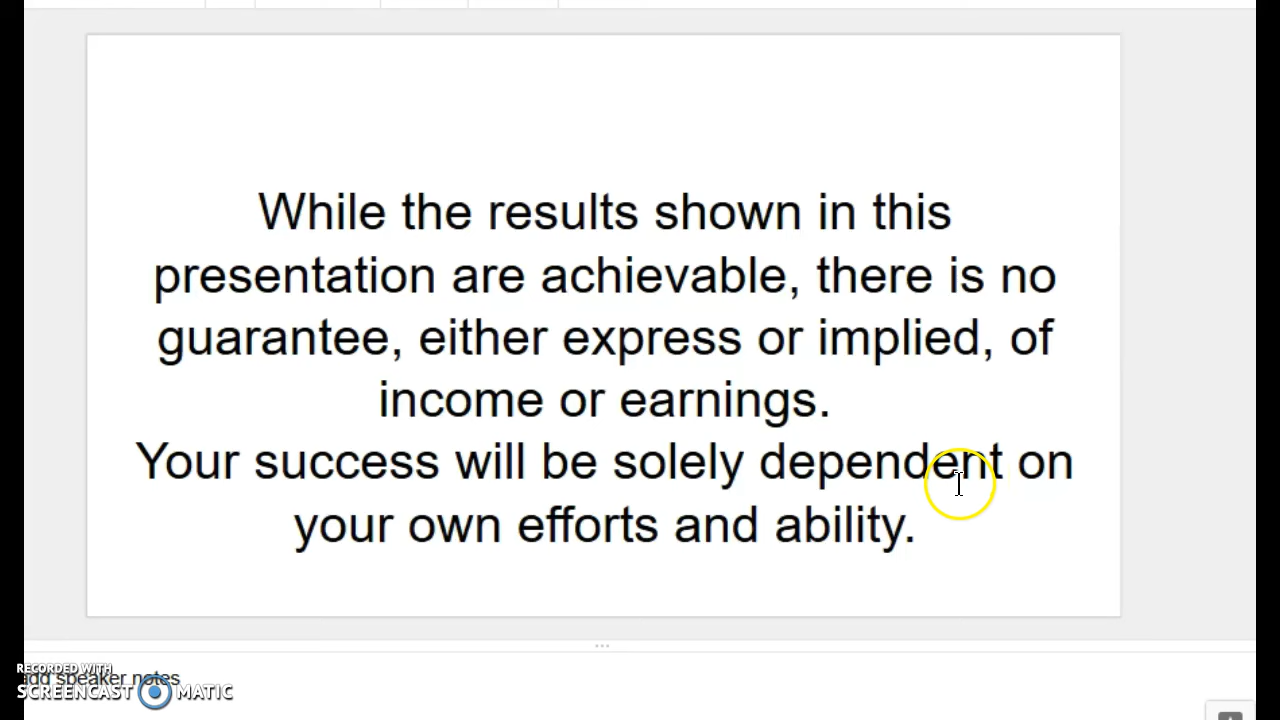 While the results shown in this
presentation are achievable, there is no
guarantee, either express or implied, of
income or earnings.
Your success will be solely dependent on
your own efforts and ability.
add speaker notes
RECORDED WITH
SCREENCAST MATIC